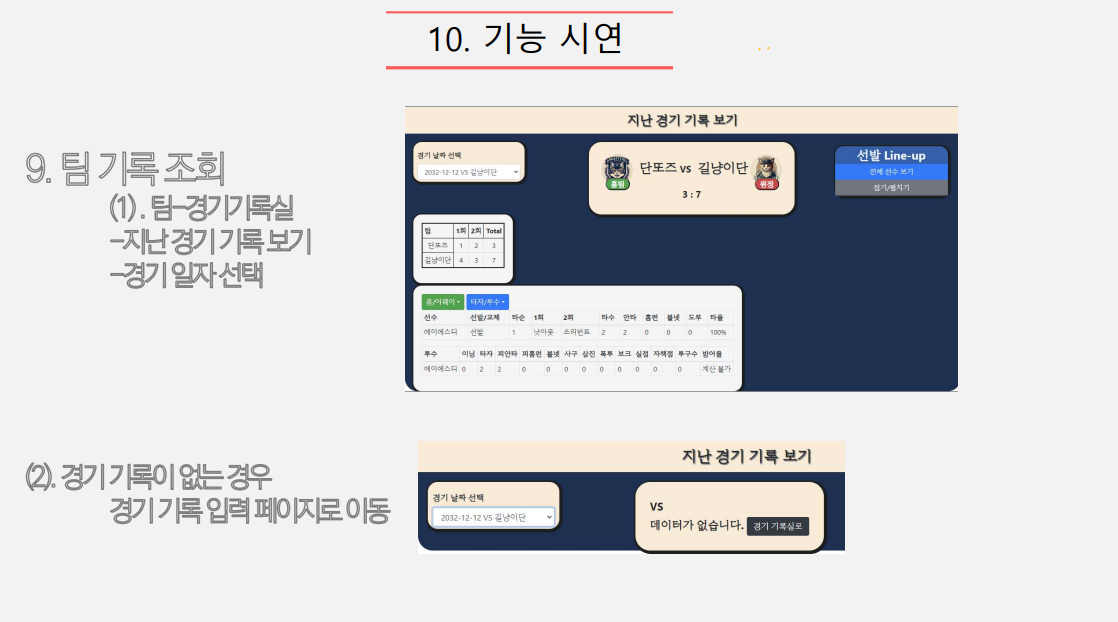 10. 기능 시연
9. 팀 기록 조회
(1). 팀-경기기록실
-지난 경기 기록 보기
-경기 일자 선택
지난 경기 기록 보기
경기 날짜 선택
2032-12-12 VS 길냥이단
단또즈 vs 길냥이단
홈팀
원정
3 : 7
선발 Line-up
전체 선수 보기
접기/펼치기
팀 1회 2회 Total
단또즈 1 2 3
길냥이단 4 3 7
홈/어웨이 타자/투수
선수 선발/교체 타순 1회 2회 타수 안타 홈런 볼넷 도루 타율
에이에스디 선발 1 낫아웃 쓰리번트 2 2 0 0 0 100%
투수 이닝 타자 피안타 피홈런 볼넷 사구 삼진 폭투 보크 실점 자책점 투구수 방어율
에이에스디 0 2 2 0 0 0 0 0 0 0 0 0 계산 불가
(2). 경기 기록이 없는 경우
경기 기록 입력 페이지로 이동
지난 경기 기록 보기
경기 날짜 선택
2032-12-12 VS 길냥이단
VS
데이터가 없습니다. 경기 기록실로